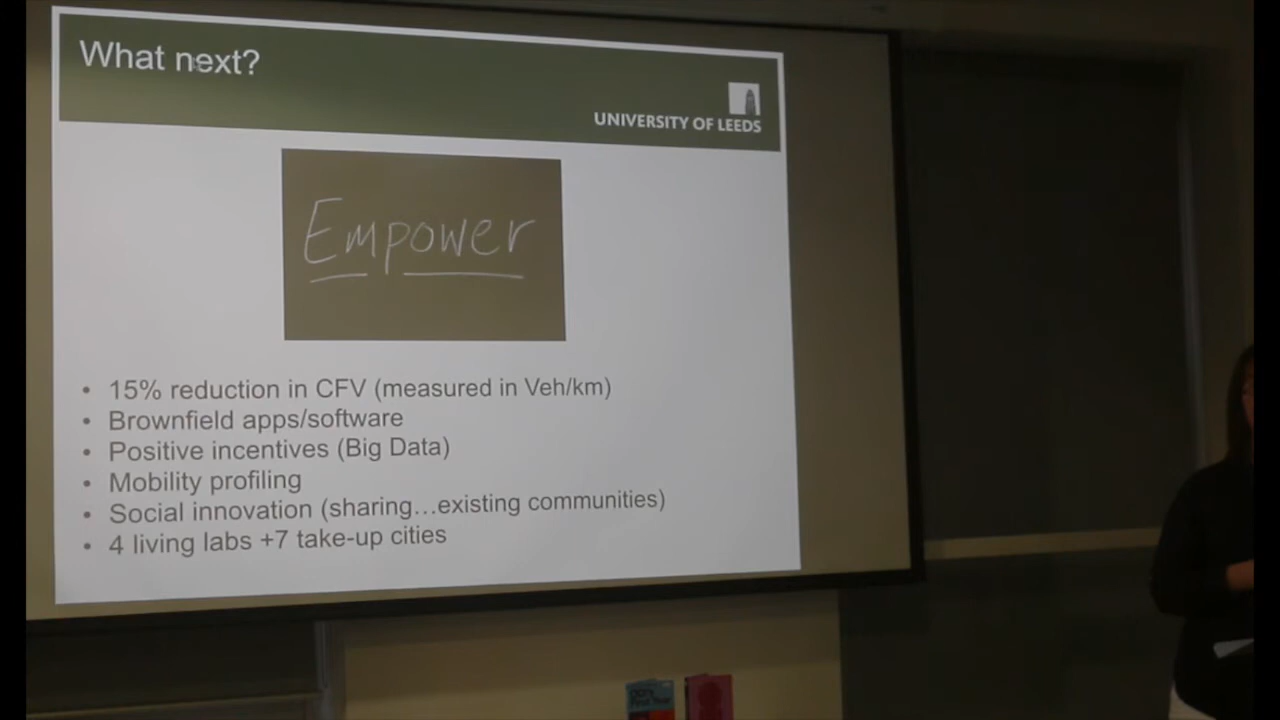 What next?
UNIVERSITY OF LEEDS
Empower
• 15% reduction in CFV (measured in Veh/km)
• Brownfield apps/software
• Positive incentives (Big Data)
• Mobility profiling
• Social innovation (sharing…existing communities)
• 4 living labs +7 take-up cities